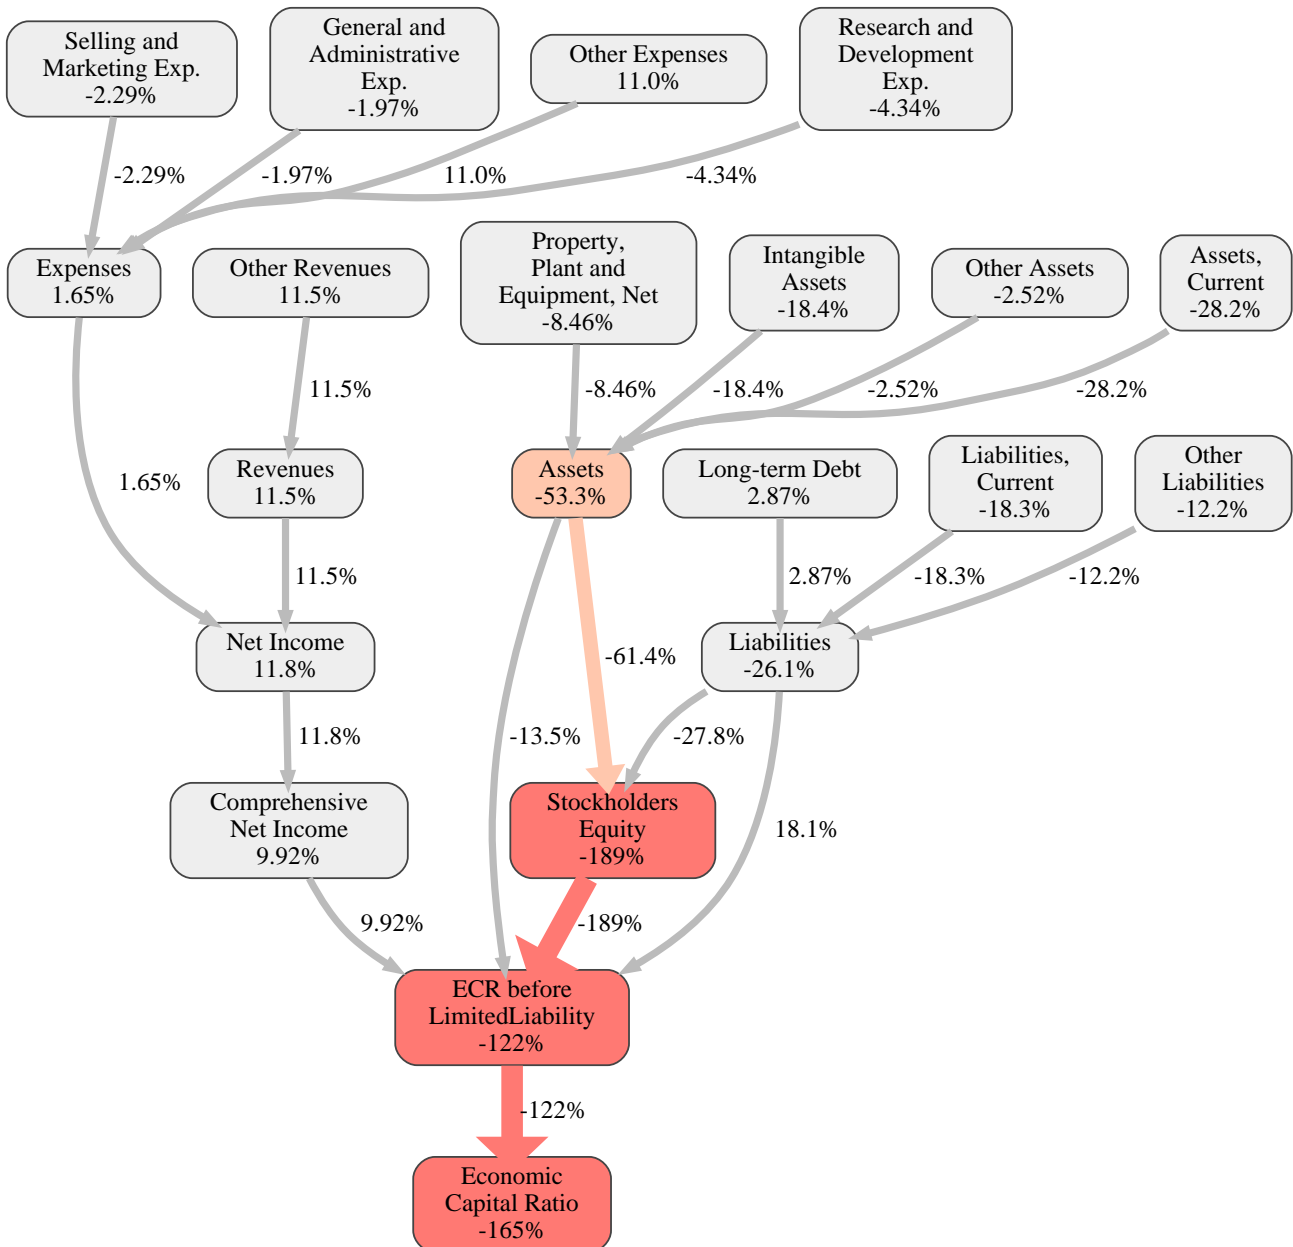 Selling and
Marketing Exp.
-2.29%
General and
Administrative
Exp.
-1.97%
Other Expenses
11.0%
Research and
Development
Exp.
-4.34%
-2.29%
-1.97%
11.0%
-4.34%
Expenses
1.65%
Other Revenues
11.5%
Property,
Plant and
Equipment, Net
-8.46%
Intangible
Assets
-18.4%
Other Assets
-2.52%
Assets,
Current
-28.2%
11.5%
-8.46%
-18.4%
-2.52%
-28.2%
1.65%
Revenues
11.5%
Assets
-53.3%
Long-term Debt
2.87%
Liabilities,
Current
-18.3%
Other
Liabilities
-12.2%
11.5%
2.87%
-18.3%
-12.2%
Net Income
11.8%
-61.4%
Liabilities
-26.1%
11.8%
-13.5%
-27.8%
Comprehensive
Net Income
9.92%
Stockholders
Equity
-189%
18.1%
9.92%
-189%
ECR before
LimitedLiability
-122%
-122%
Economic
Capital Ratio
-165%